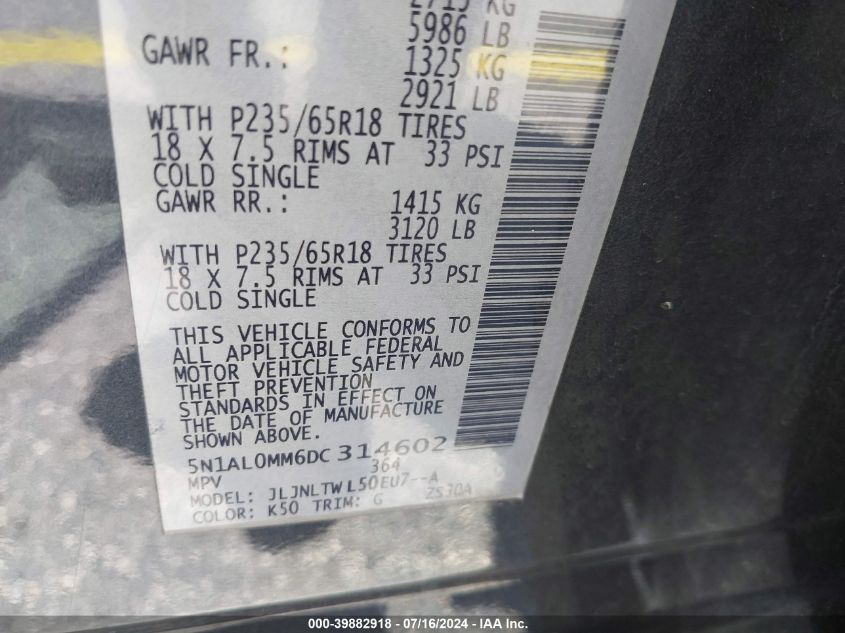 5986 LB
GAWR FR.: 1325 KG
2921 LB
WITH P235/65R18 TIRES
18 X 7.5 RIMS AT 33 PSI
COLD SINGLE
GAWR RR.: 1415 KG
3120 LB
WITH P235/65R18 TIRES
18 X 7.5 RIMS AT 33 PSI
COLD SINGLE
THIS VEHICLE CONFORMS TO
ALL APPLICABLE FEDERAL
MOTOR VEHICLE SAFETY AND
THEFT PREVENTION
STANDARDS IN EFFECT ON
THE DATE OF MANUFACTURE
SHOWN ABOVE.
5N1AL0MM6DC 314602
MPV 364
MODEL: JLJNLTWL50EU7--A
COLOR: K50 TRIM: G ZS30A
000-39882918 - 07/16/2024 - IAA, Inc.